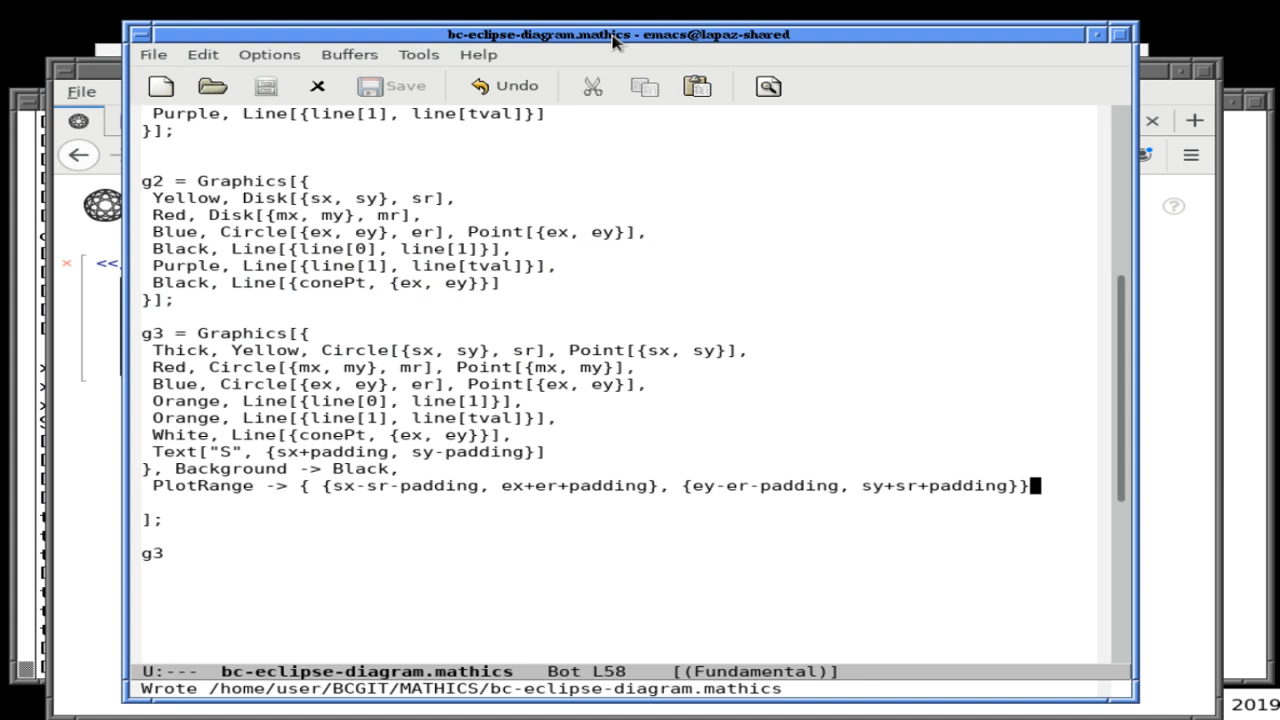 bc-eclipse-diagram.mathics - emacs@lapaz-shared
File Edit Options Buffers Tools Help
Save Undo
File
<<
Purple, Line[{line[1], line[tval]}]
}];
g2 = Graphics[{
Yellow, Disk[{sx, sy}, sr],
Red, Disk[{mx, my}, mr],
Blue, Circle[{ex, ey}, er], Point[{ex, ey}],
Black, Line[{line[0], line[1]}],
Purple, Line[{line[1], line[tval]}],
Black, Line[{conePt, {ex, ey}}]
}];
g3 = Graphics[{
Thick, Yellow, Circle[{sx, sy}, sr], Point[{sx, sy}],
Red, Circle[{mx, my}, mr], Point[{mx, my}],
Blue, Circle[{ex, ey}, er], Point[{ex, ey}],
Orange, Line[{line[0], line[1]}],
Orange, Line[{line[1], line[tval]}],
White, Line[{conePt, {ex, ey}}],
Text["S", {sx+padding, sy-padding}]
}, Background -> Black,
PlotRange -> { {sx-sr-padding, ex+er+padding}, {ey-er-padding, sy+sr+padding}}
];
g3
U:--- bc-eclipse-diagram.mathics Bot L58 [(Fundamental)]
Wrote /home/user/BCGIT/MATHICS/bc-eclipse-diagram.mathics
2019